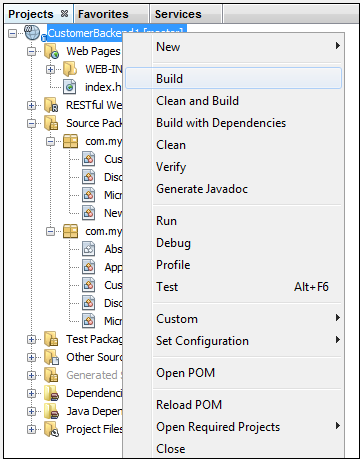 Projects Favorites Services
CustomerBackend1 [master]
Web Pages
WEB-IN
index.h
RESTful We
Source Pac
com.my
Cus
Disc
Micr
New
com.my
Abs
App
Cus
Disc
Micr
Test Packag
Other Sourc
Generated S
Dependenci
Java Depen
Project Files
New
Build
Clean and Build
Build with Dependencies
Clean
Verify
Generate Javadoc
Run
Debug
Profile
Test Alt+F6
Custom
Set Configuration
Open POM
Reload POM
Open Required Projects
Close